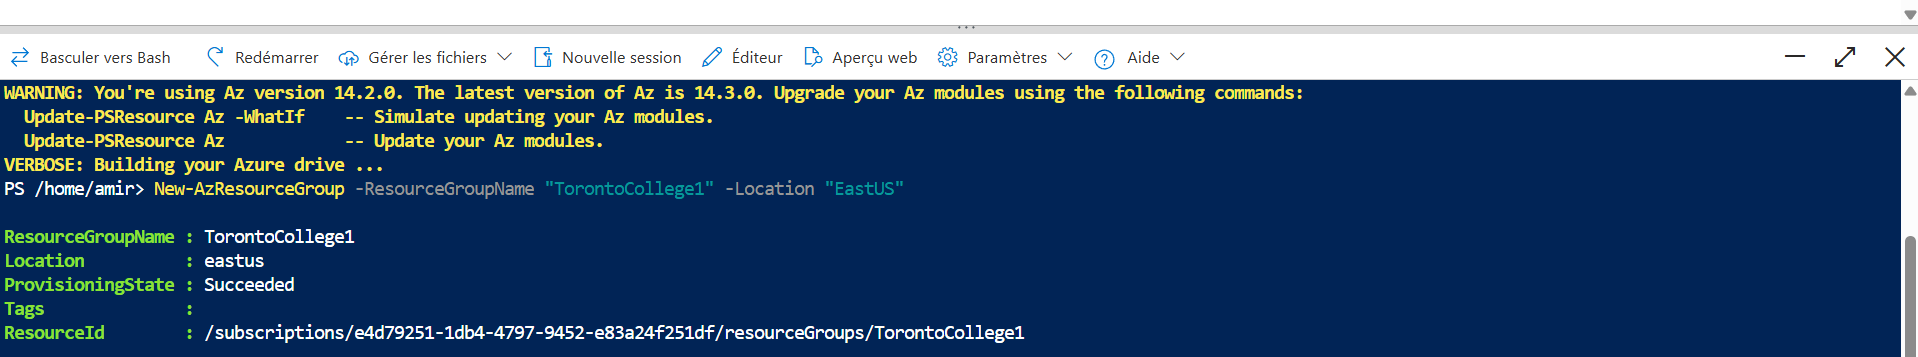 Basculer vers Bash Redémarrer Gérer les fichiers Nouvelle session Éditeur Aperçu web Paramètres Aide
WARNING: You're using Az version 14.2.0. The latest version of Az is 14.3.0. Upgrade your Az modules using the following commands:
  Update-PSResource Az -WhatIf    -- Simulate updating your Az modules.
  Update-PSResource Az            -- Update your Az modules.
VERBOSE: Building your Azure drive ...
PS /home/amir> New-AzResourceGroup -ResourceGroupName "TorontoCollege1" -Location "EastUS"
ResourceGroupName : TorontoCollege1
Location          : eastus
ProvisioningState : Succeeded
Tags              :
ResourceId        : /subscriptions/e4d79251-1db4-4797-9452-e83a24f251df/resourceGroups/TorontoCollege1